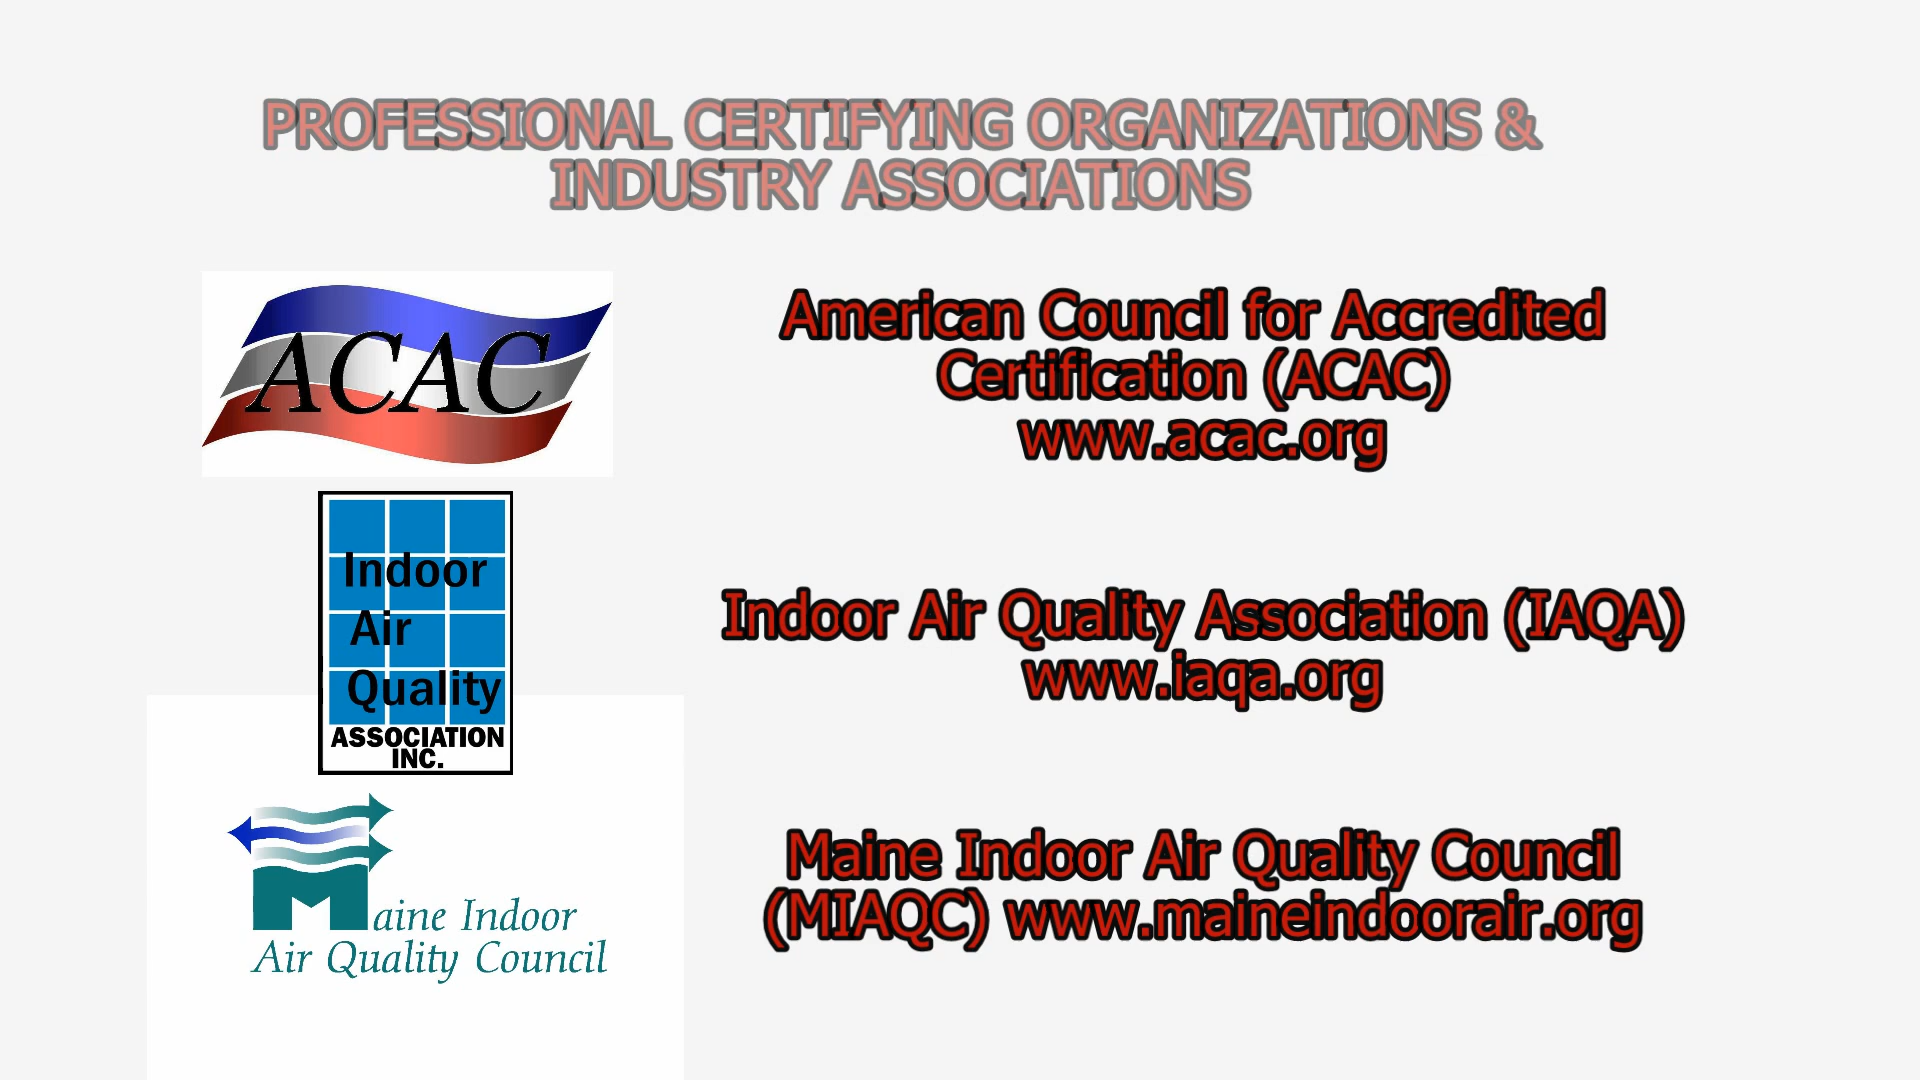 PROFESSIONAL CERTIFYING ORGANIZATIONS &
INDUSTRY ASSOCIATIONS
ACAC
American Council for Accredited
Certification (ACAC)
www.acac.org
Indoor
Air
Quality
ASSOCIATION
INC.
Indoor Air Quality Association (IAQA)
www.iaqa.org
Maine Indoor
Air Quality Council
Maine Indoor Air Quality Council
(MIAQC) www.maineindoorair.org